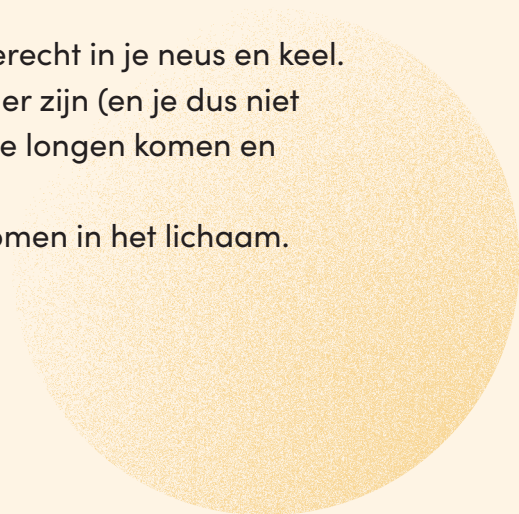 erecht in je neus en keel.
er zijn (en je dus niet
e longen komen en
omen in het lichaam.